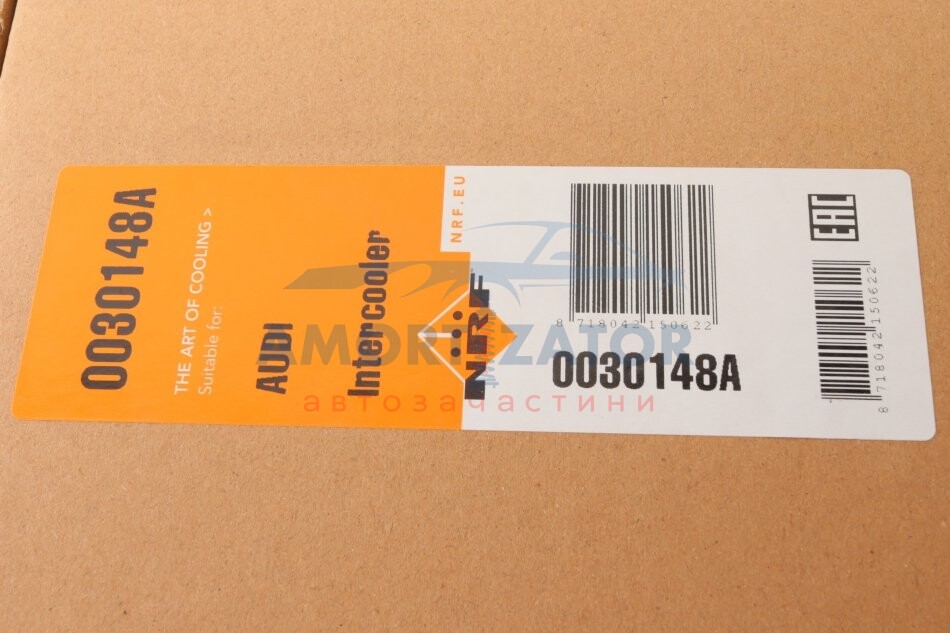 0030148A
THE ART OF COOLING >
Suitable for:
AUDI
Intercooler
NRF.EU
NRF
8 718042 150622
0030148A
EAC
8 718042 150622
AMORTIZATOR
автозапчастини